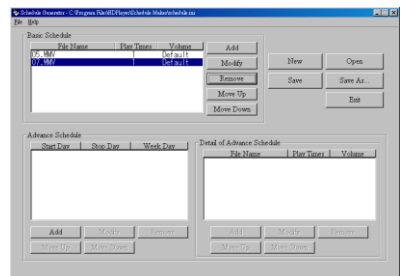 Schedule Generator - C:\Program Files\HDPlayer\Schedule Maker\schedule.ini
File Help
Basic Schedule
File Name Play Times Volume
05.WMV 1 Default
07.WMV 1 Default
Add
Modify
Remove
Move Up
Move Down
New
Open
Save
Save As...
Exit
Advance Schedule
Start Day Stop Day Week Day
Add Modify Remove
Move Up Move Down
Detail of Advance Schedule
File Name Play Times Volume
Add Modify Remove
Move Up Move Down